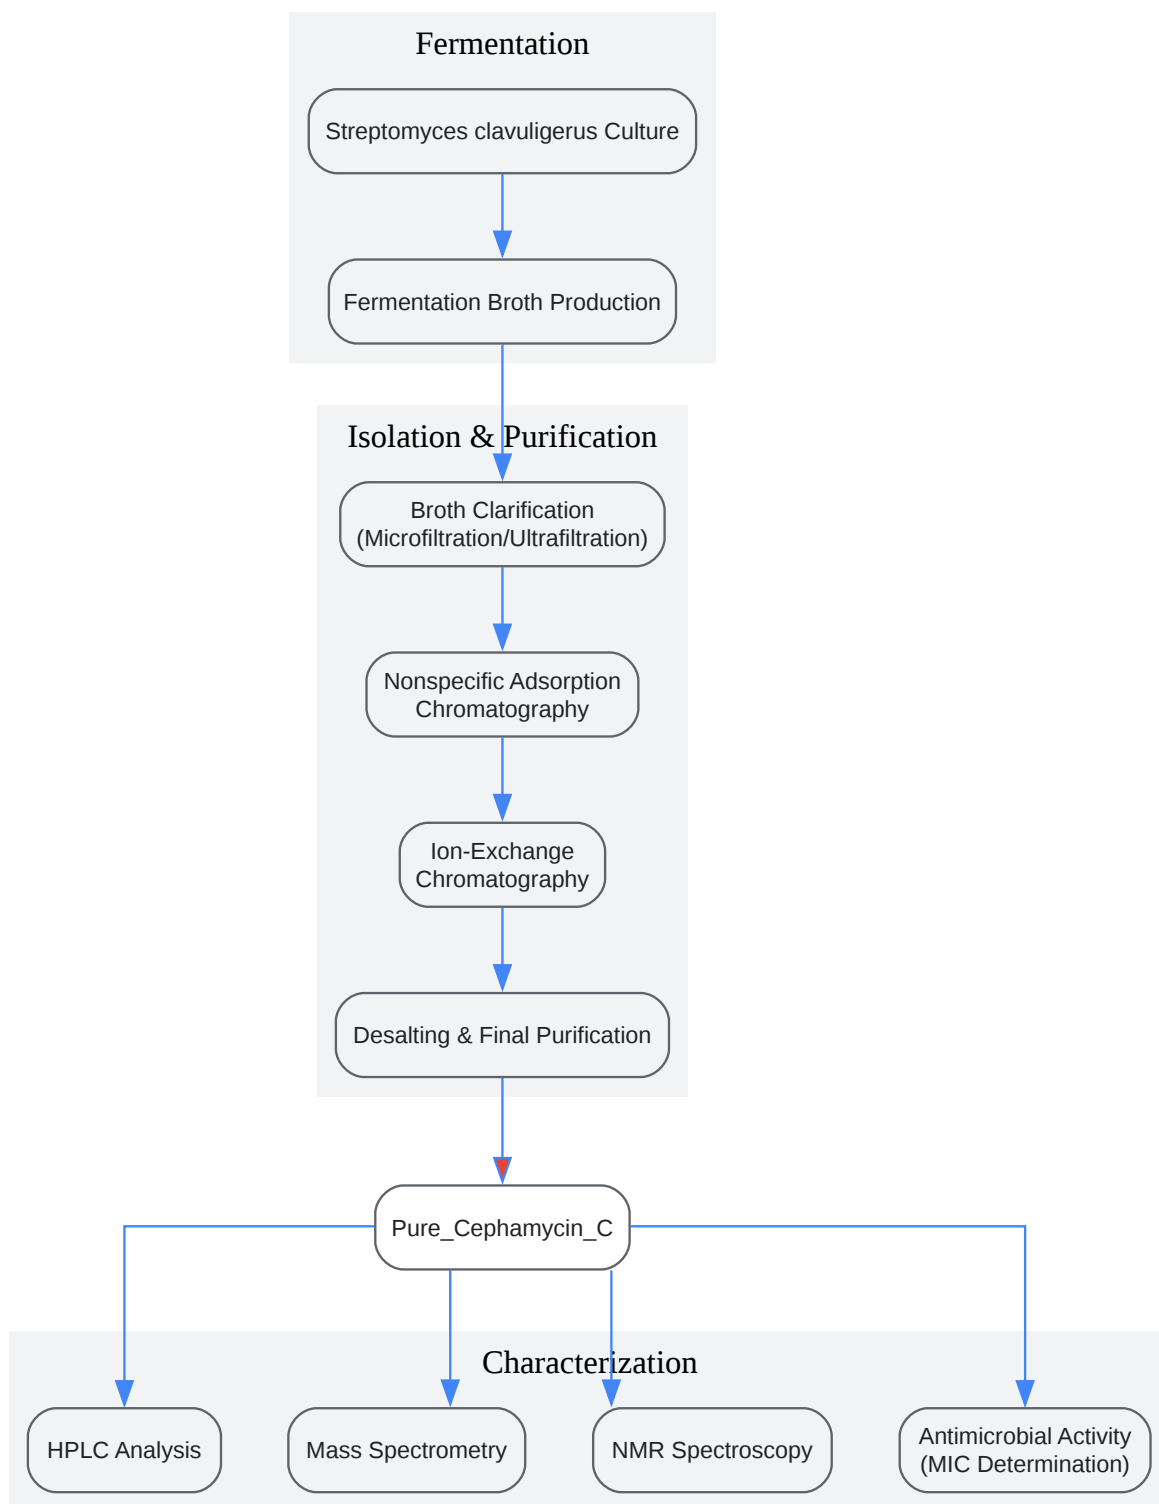 Fermentation
Streptomyces clavuligerus Culture
Fermentation Broth Production
Isolation & Purification
Broth Clarification
(Microfiltration/Ultrafiltration)
Nonspecific Adsorption
Chromatography
Ion-Exchange
Chromatography
Desalting & Final Purification
Pure_Cephamycin_C
Characterization
HPLC Analysis
Mass Spectrometry
NMR Spectroscopy
Antimicrobial Activity
(MIC Determination)